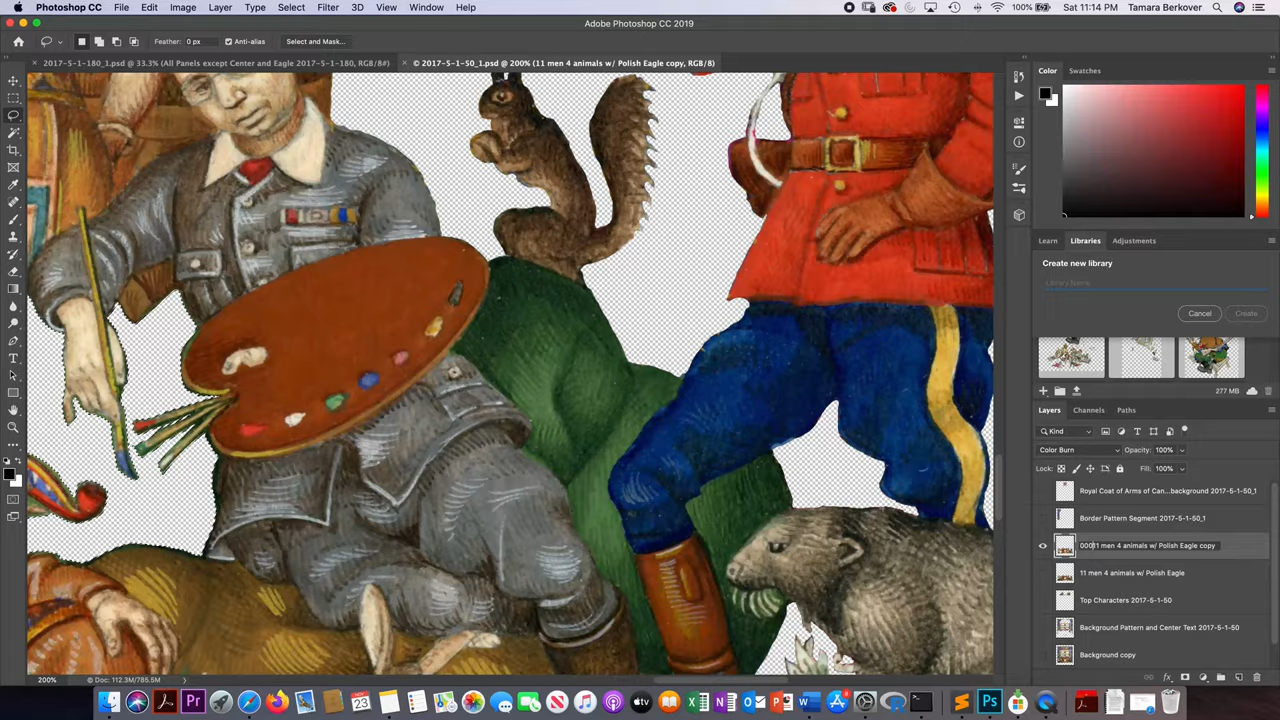 Photoshop CC File Edit Image Layer Type Select Filter 3D View Window Help 100% Sat 11:14 PM Tamara Berkover
Adobe Photoshop CC 2019
Feather: 0 px Anti-alias Select and Mask...
2017-5-1-180_1.psd @ 33.3% (All Panels except Center and Eagle 2017-5-1-180, RGB/8#)
© 2017-5-1-50_1.psd @ 200% (11 men 4 animals w/ Polish Eagle copy, RGB/8)
Color Swatches
Learn Libraries Adjustments
Create new library
Library Name
Cancel Create
277 MB
Layers Channels Paths
Kind
Color Burn Opacity: 100%
Lock: Fill: 100%
Royal Coat of Arms of Can...background 2017-5-1-50_1
Border Pattern Segment 2017-5-1-50_1
00011 men 4 animals w/ Polish Eagle copy
11 men 4 animals w/ Polish Eagle
Top Characters 2017-5-1-50
Background Pattern and Center Text 2017-5-1-50
Background copy
200% Doc: 112.3M/785.5M